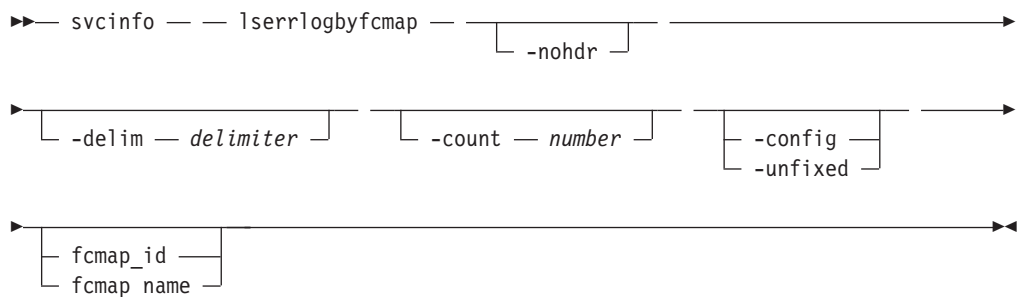 svcinfo lserrlogbyfcmap -nohdr
-delim delimiter -count number -config
-unfixed
fcmap_id
fcmap name